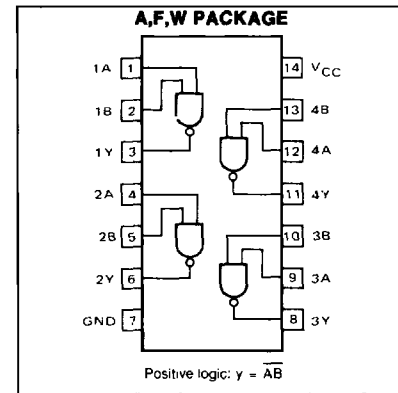 A,F,W PACKAGE
1A 1 14 VCC
1B 2 13 4B
1Y 3 12 4A
2A 4 11 4Y
2B 5 10 3B
2Y 6 9 3A
GND 7 8 3Y
Positive logic: y = A̅B̅